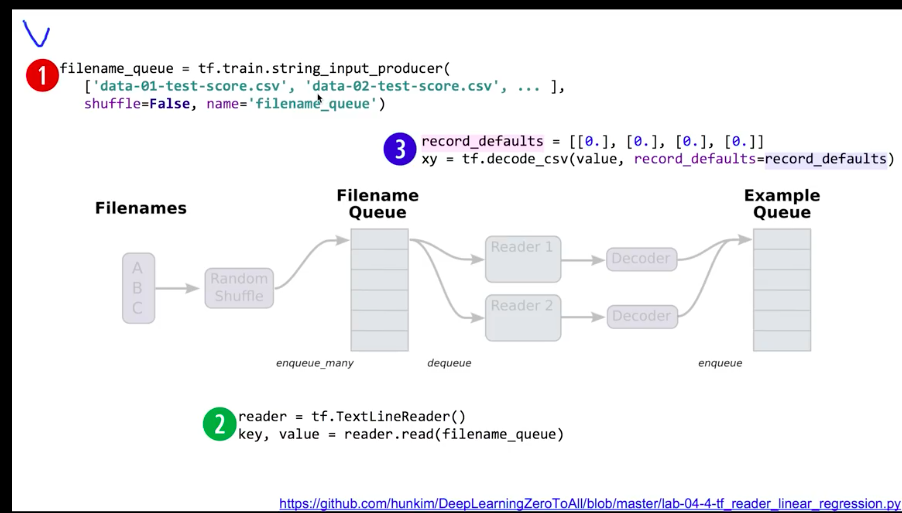 1
filename_queue = tf.train.string_input_producer(
['data-01-test-score.csv', 'data-02-test-score.csv', ... ],
shuffle=False, name='filename_queue')
3
record_defaults = [[0.], [0.], [0.], [0.]]
xy = tf.decode_csv(value, record_defaults=record_defaults)
Filenames
Filename
Queue
Example
Queue
A
B
C
Random
Shuffle
Reader 1
Decoder
Reader 2
Decoder
enqueue_many
dequeue
enqueue
2
reader = tf.TextLineReader()
key, value = reader.read(filename_queue)
https://github.com/hunkim/DeepLearningZeroToAll/blob/master/lab-04-4-tf_reader_linear_regression.py